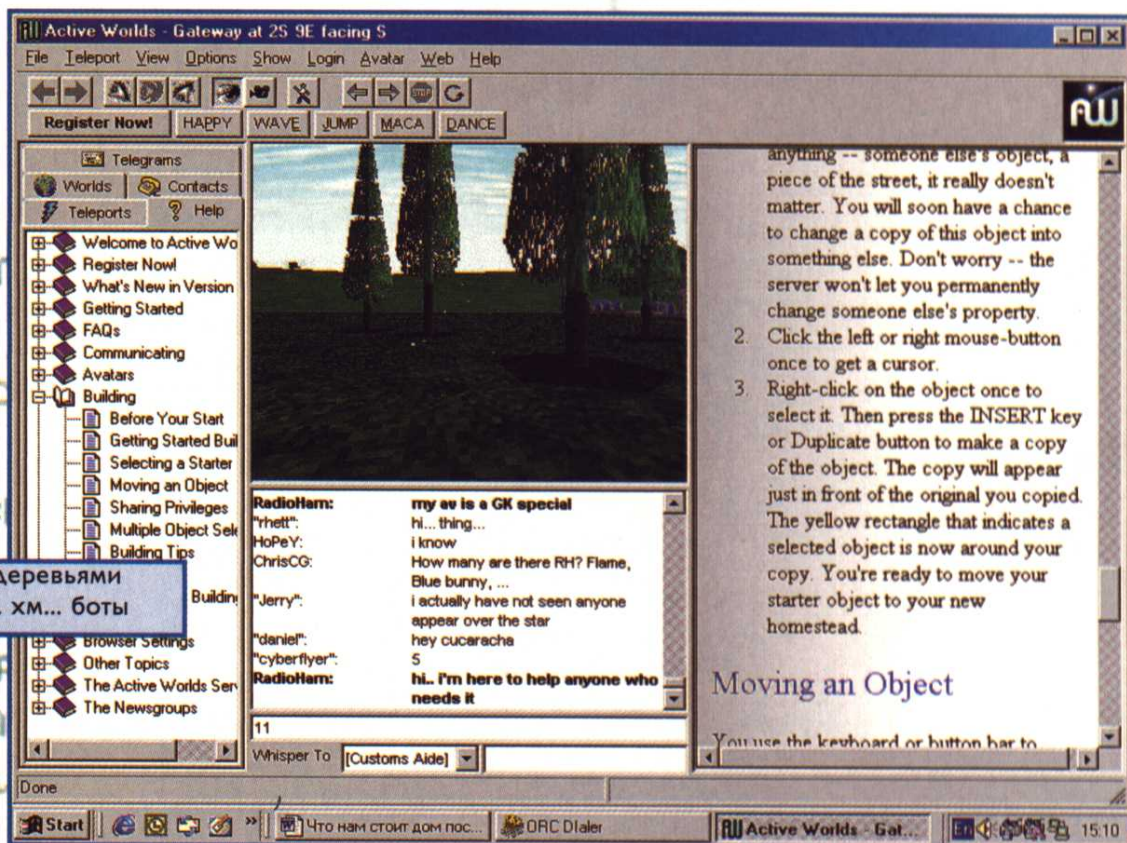 Active Worlds - Gateway at 2S 9E facing S
File Teleport View Options Show Login Avatar Web Help
Register Now! HAPPY WAVE JUMP MACA DANCE
AW
Telegrams
Worlds Contacts
Teleports Help
Welcome to Active Wo
Register Now!
What's New in Version
Getting Started
FAQs
Communicating
Avatars
Building
Before Your Start
Getting Started Buil
Selecting a Starter
Moving an Object
Sharing Privileges
Multiple Object Sele
Building Tips
Building
Browser Settings
Other Topics
The Active Worlds Ser
The Newsgroups
деревьями
хм... боты
RadioHam: my av is a GK special
"rhett": hi... thing...
HoPeY: i know
ChrisCG: How many are there RH? Flame,
Blue bunny, ...
"Jerry": i actually have not seen anyone
appear over the star
"daniel": hey cucaracha
"cyberflyer": 5
RadioHam: hi.. i'm here to help anyone who
needs it
11
Whisper To [Customs Aide]
anything -- someone else's object, a
piece of the street, it really doesn't
matter. You will soon have a chance
to change a copy of this object into
something else. Don't worry -- the
server won't let you permanently
change someone else's property.
2. Click the left or right mouse-button
once to get a cursor.
3. Right-click on the object once to
select it. Then press the INSERT key
or Duplicate button to make a copy
of the object. The copy will appear
just in front of the original you copied.
The yellow rectangle that indicates a
selected object is now around your
copy. You're ready to move your
starter object to your new
homestead.
Moving an Object
You use the keyboard or button bar to
Done
Start Что нам стоит дом пос... ORC Dialer AW Active Worlds - Gat... En 15:10